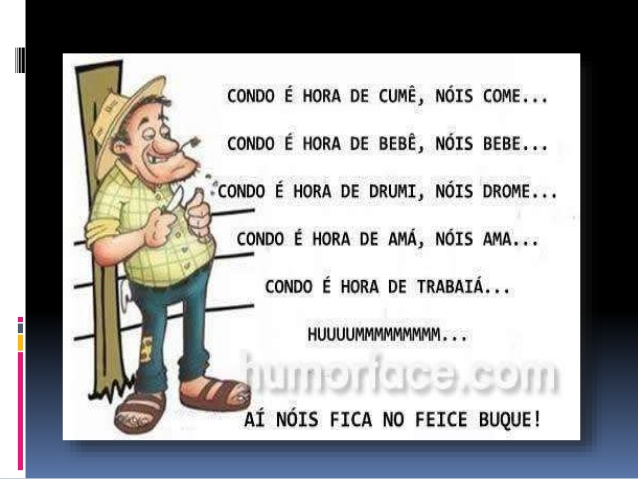 CONDO É HORA DE CUMÊ, NÓIS COME...
CONDO É HORA DE BEBÊ, NÓIS BEBE...
CONDO É HORA DE DRUMI, NÓIS DROME...
CONDO É HORA DE AMÁ, NÓIS AMA...
CONDO É HORA DE TRABAIÁ...
HUUUUMMMMMMMMM...
humorface.com
AÍ NÓIS FICA NO FEICE BUQUE!